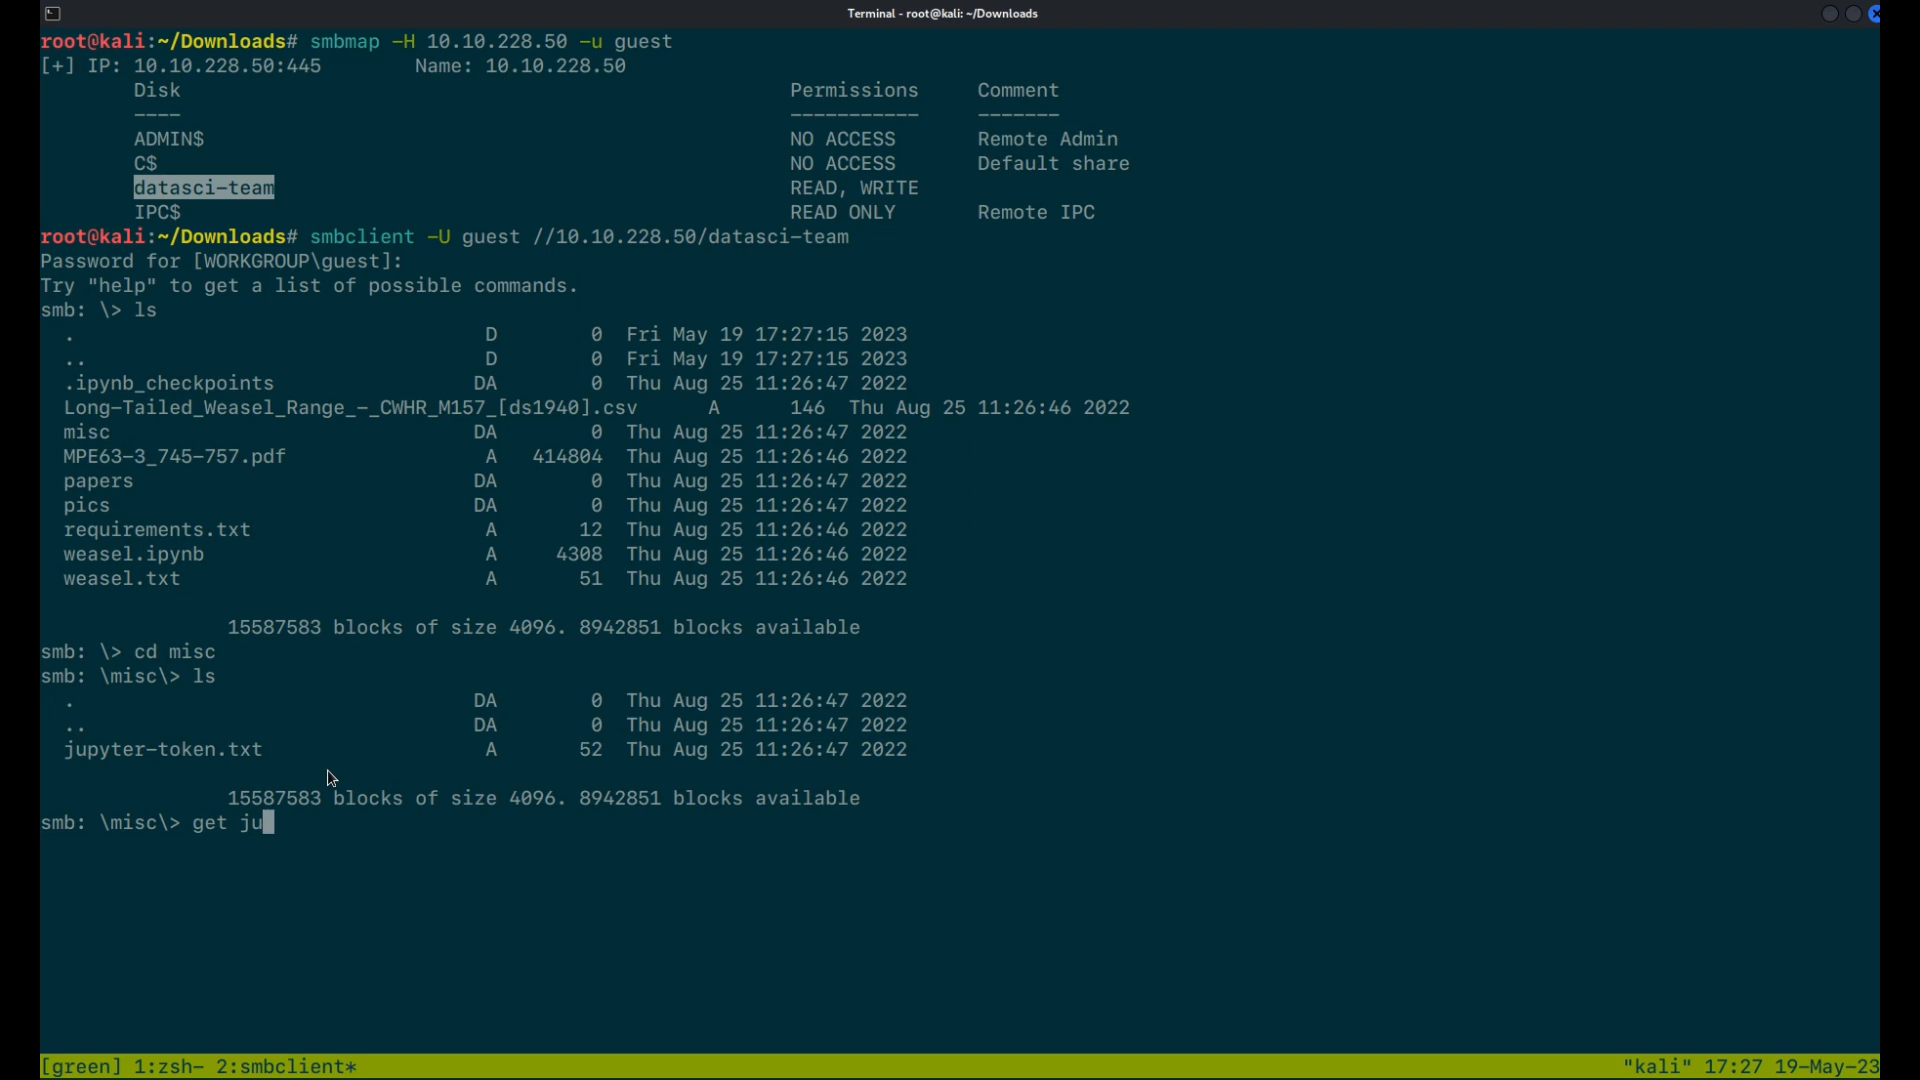 Terminal - root@kali: ~/Downloads
root@kali:~/Downloads# smbmap -H 10.10.228.50 -u guest
[+] IP: 10.10.228.50:445 Name: 10.10.228.50
Disk Permissions Comment
---- ----------- -------
ADMIN$ NO ACCESS Remote Admin
C$ NO ACCESS Default share
datasci-team READ, WRITE
IPC$ READ ONLY Remote IPC
root@kali:~/Downloads# smbclient -U guest //10.10.228.50/datasci-team
Password for [WORKGROUP\guest]:
Try "help" to get a list of possible commands.
smb: \> ls
. D 0 Fri May 19 17:27:15 2023
.. D 0 Fri May 19 17:27:15 2023
.ipynb_checkpoints DA 0 Thu Aug 25 11:26:47 2022
Long-Tailed_Weasel_Range_-_CWHR_M157_[ds1940].csv A 146 Thu Aug 25 11:26:46 2022
misc DA 0 Thu Aug 25 11:26:47 2022
MPE63-3_745-757.pdf A 414804 Thu Aug 25 11:26:46 2022
papers DA 0 Thu Aug 25 11:26:47 2022
pics DA 0 Thu Aug 25 11:26:47 2022
requirements.txt A 12 Thu Aug 25 11:26:46 2022
weasel.ipynb A 4308 Thu Aug 25 11:26:46 2022
weasel.txt A 51 Thu Aug 25 11:26:46 2022
15587583 blocks of size 4096. 8942851 blocks available
smb: \> cd misc
smb: \misc\> ls
. DA 0 Thu Aug 25 11:26:47 2022
.. DA 0 Thu Aug 25 11:26:47 2022
jupyter-token.txt A 52 Thu Aug 25 11:26:47 2022
15587583 blocks of size 4096. 8942851 blocks available
smb: \misc\> get ju
[green] 1:zsh- 2:smbclient* "kali" 17:27 19-May-23